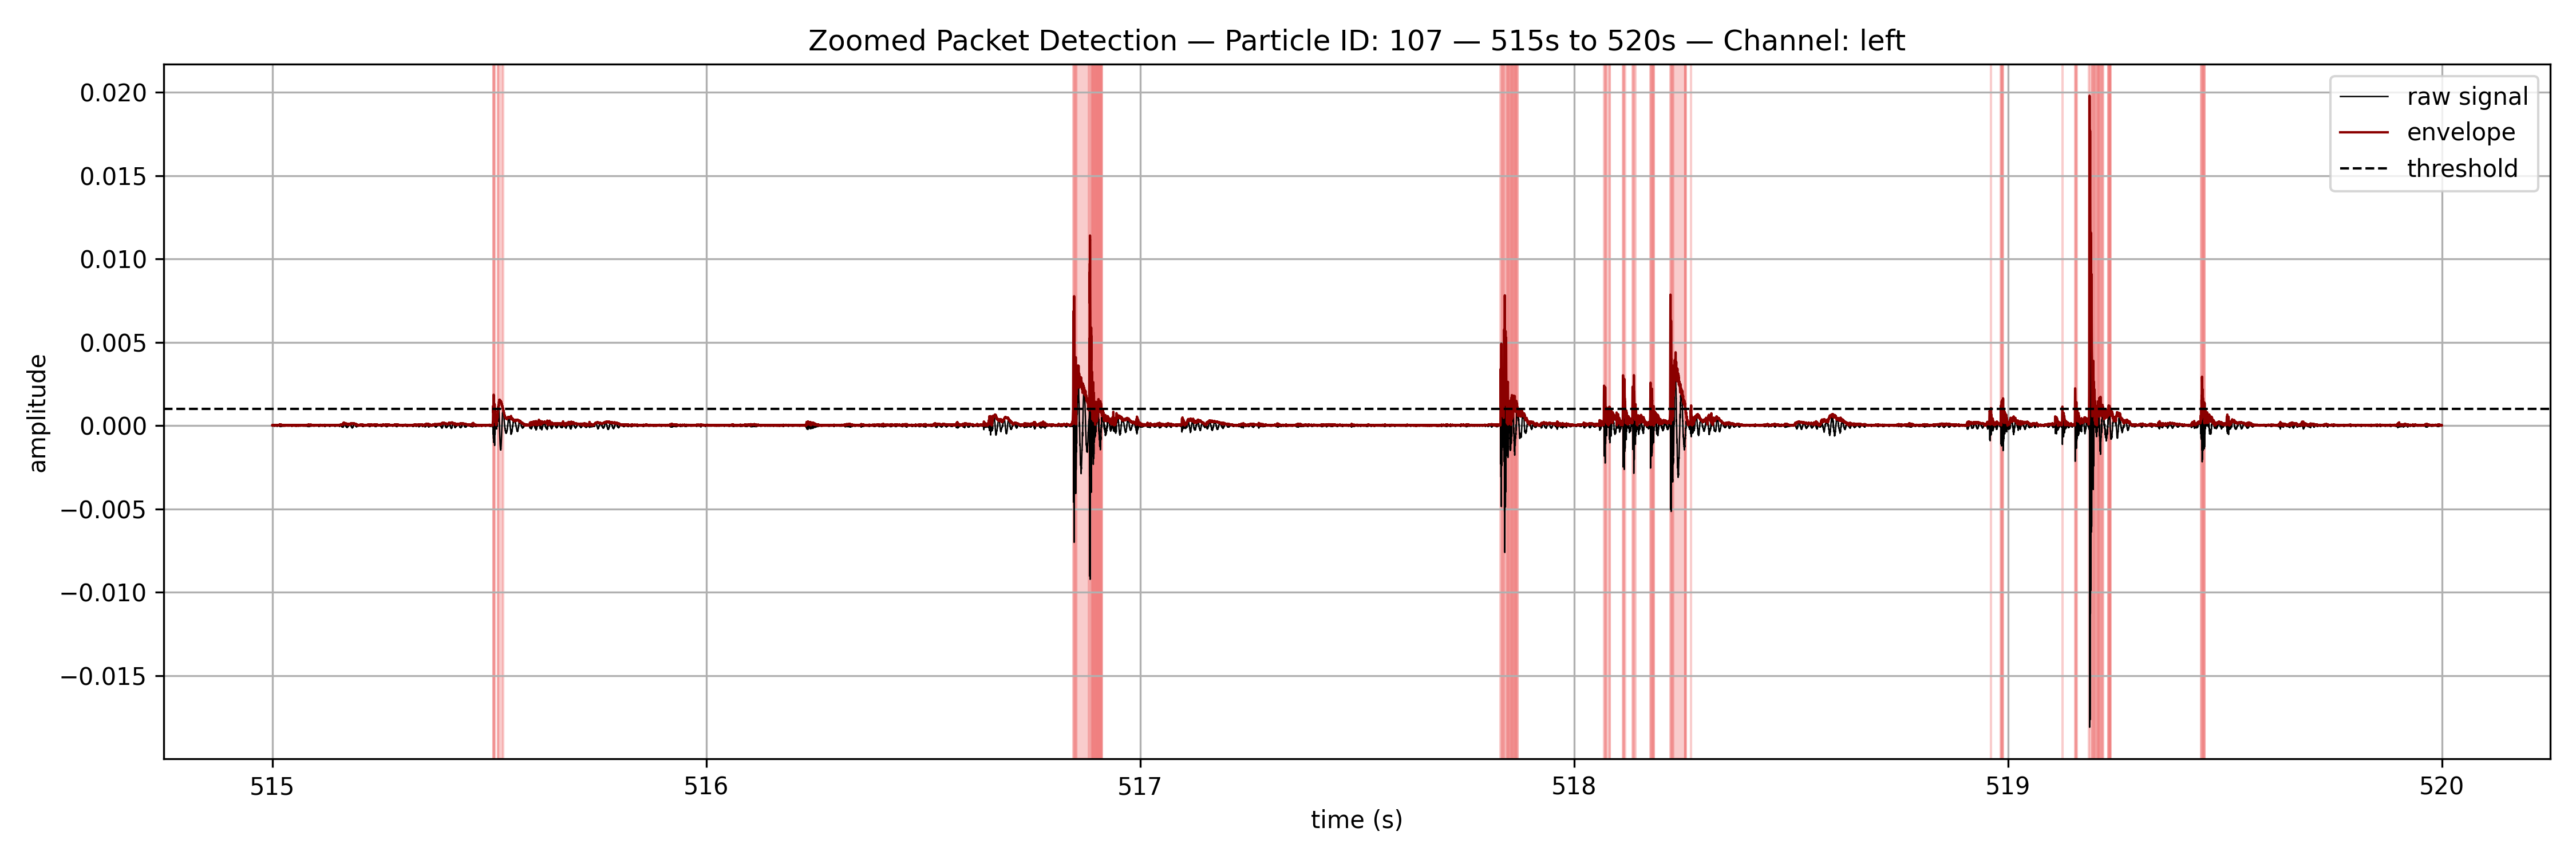 Zoomed Packet Detection — Particle ID: 107 — 515s to 520s — Channel: left
raw signal
envelope
threshold
amplitude
0.020
0.015
0.010
0.005
0.000
−0.005
−0.010
−0.015
515
516
517
518
519
520
time (s)